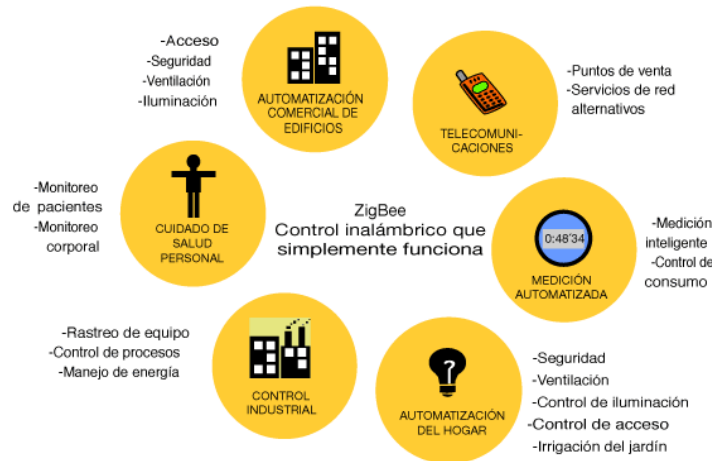 -Acceso
-Seguridad
-Ventilación
-Iluminación
AUTOMATIZACIÓN
COMERCIAL DE
EDIFICIOS
TELECOMUNI-
CACIONES
-Puntos de venta
-Servicios de red
alternativos
-Monitoreo
de pacientes
-Monitoreo
corporal
CUIDADO DE
SALUD
PERSONAL
ZigBee
Control inalámbrico que
simplemente funciona
0:48'34
MEDICIÓN
AUTOMATIZADA
-Medición
inteligente
-Control de
consumo
-Rastreo de equipo
-Control de procesos
-Manejo de energía
CONTROL
INDUSTRIAL
?
AUTOMATIZACIÓN
DEL HOGAR
-Seguridad
-Ventilación
-Control de iluminación
-Control de acceso
-Irrigación del jardín